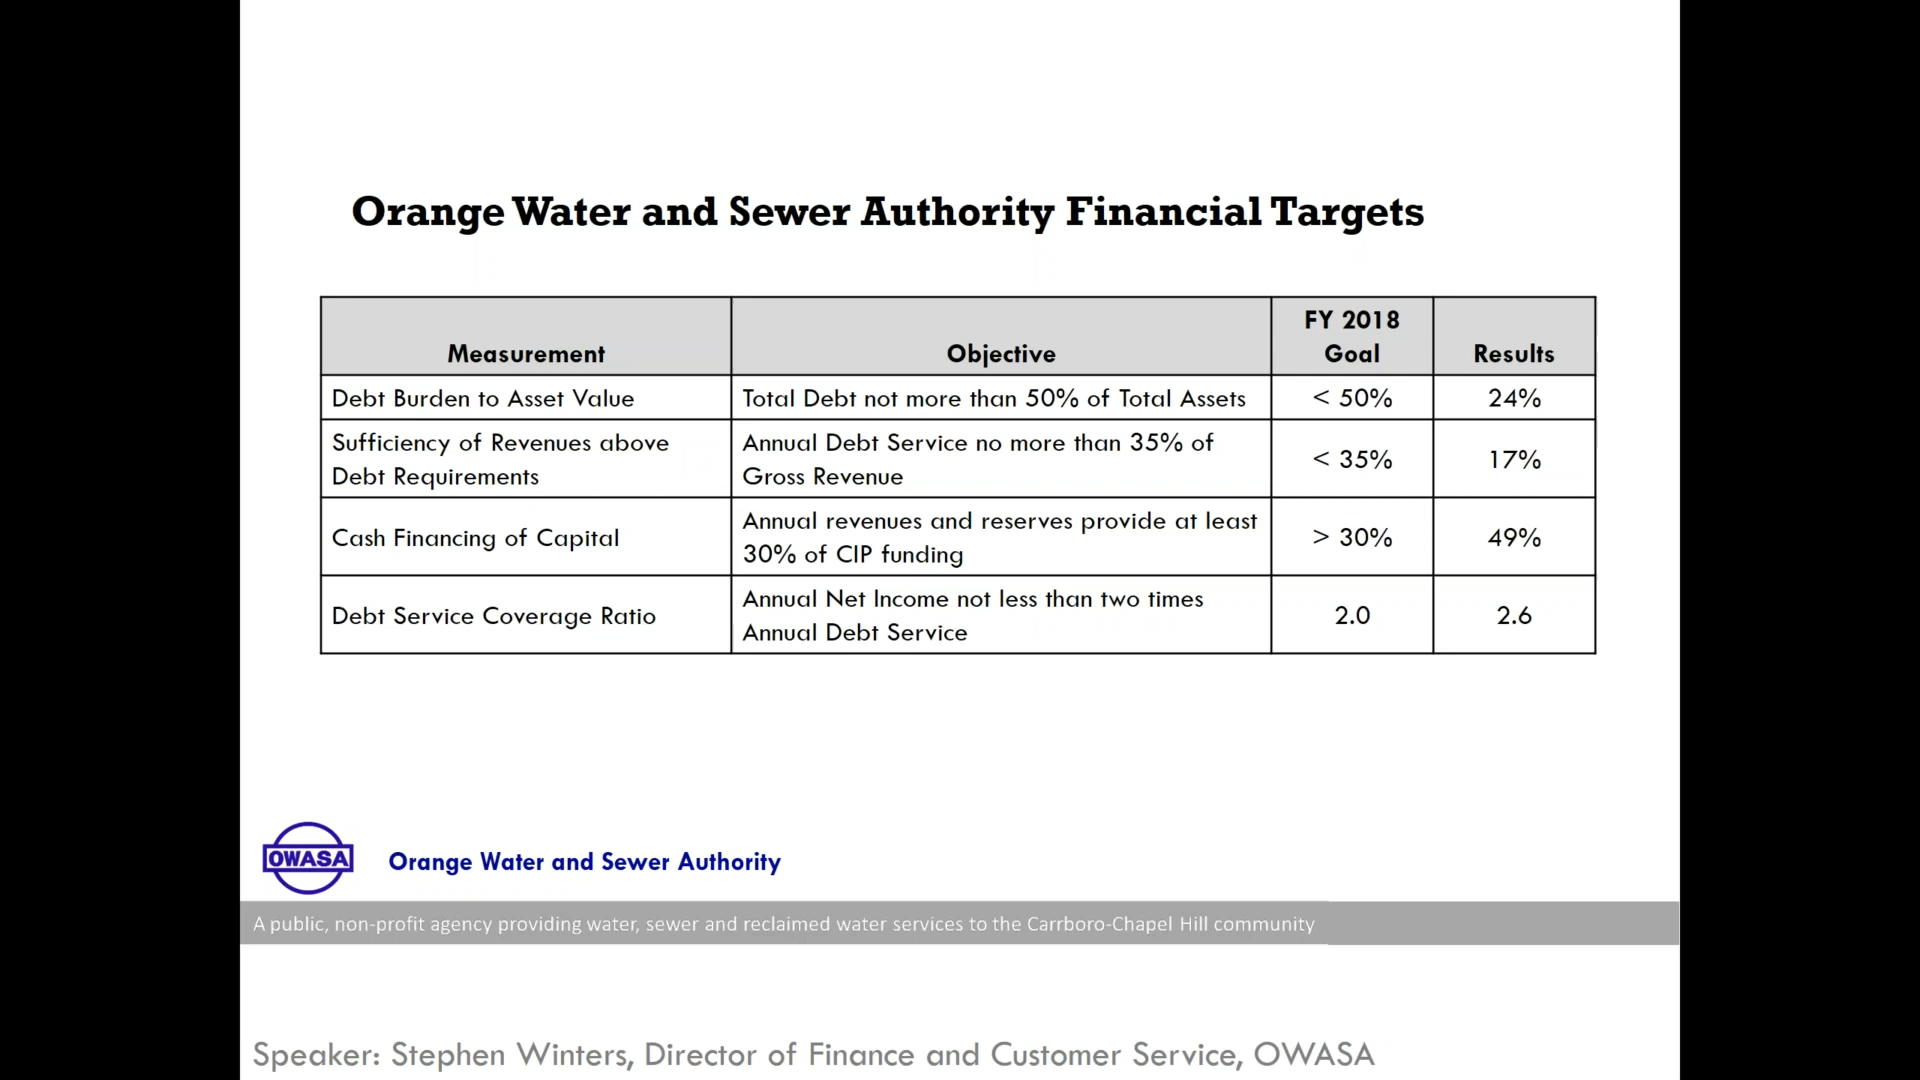 Orange Water and Sewer Authority Financial Targets
Measurement
Objective
FY 2018
Goal
Results
Debt Burden to Asset Value
Total Debt not more than 50% of Total Assets
< 50%
24%
Sufficiency of Revenues above
Debt Requirements
Annual Debt Service no more than 35% of
Gross Revenue
< 35%
17%
Cash Financing of Capital
Annual revenues and reserves provide at least
30% of CIP funding
> 30%
49%
Debt Service Coverage Ratio
Annual Net Income not less than two times
Annual Debt Service
2.0
2.6
OWASA
Orange Water and Sewer Authority
A public, non-profit agency providing water, sewer and reclaimed water services to the Carrboro-Chapel Hill community
Speaker: Stephen Winters, Director of Finance and Customer Service, OWASA